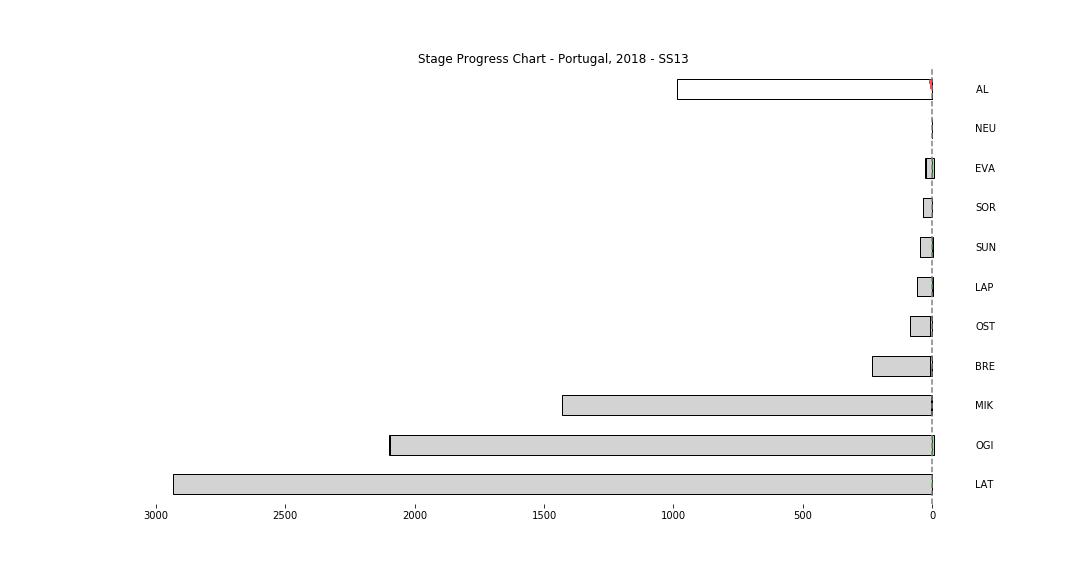 Stage Progress Chart - Portugal, 2018 - SS13
AL
NEU
EVA
SOR
SUN
LAP
OST
BRE
MIK
OGI
LAT
3000 2500 2000 1500 1000 500 0